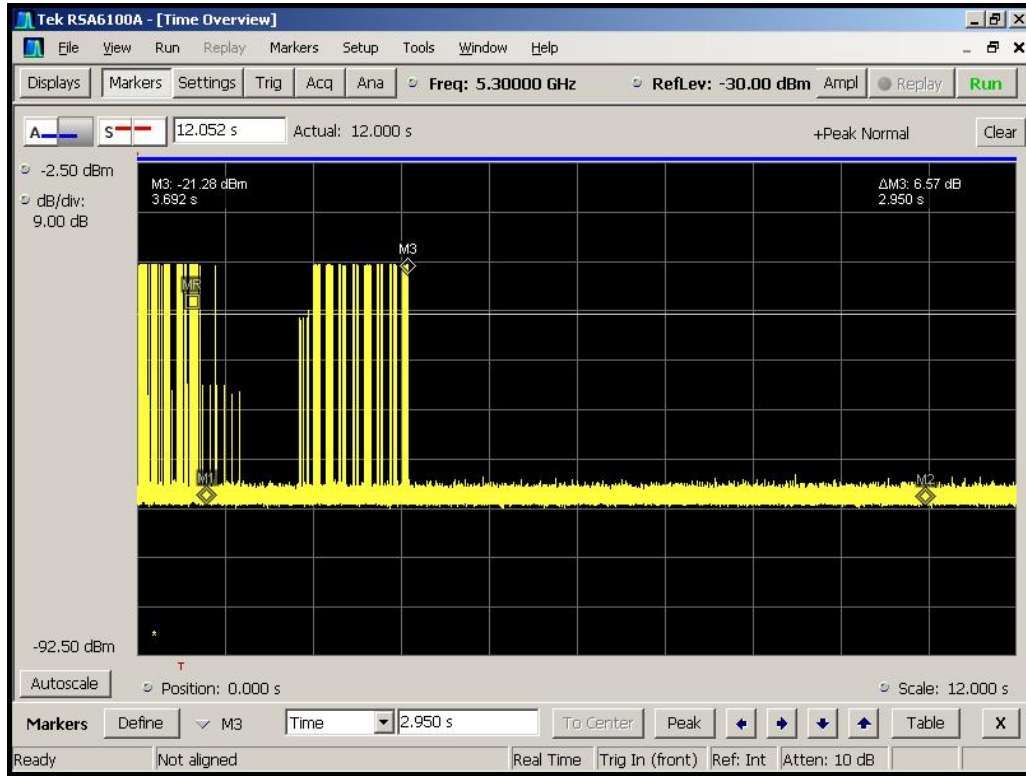 Tek RSA6100A - [Time Overview]
File View Run Replay Markers Setup Tools Window Help
Displays Markers Settings Trig Acq Ana Freq: 5.30000 GHz RefLev: -30.00 dBm Ampl Replay Run
A S 12.052 s Actual: 12.000 s +Peak Normal Clear
-2.50 dBm
dB/div:
9.00 dB
M3: -21.28 dBm
3.692 s
ΔM3: 6.57 dB
2.950 s
M3
MR
M1
M2
*
-92.50 dBm
T
Autoscale Position: 0.000 s Scale: 12.000 s
Markers Define M3 Time 2.950 s To Center Peak Table X
Ready Not aligned Real Time Trig In (front) Ref: Int Atten: 10 dB